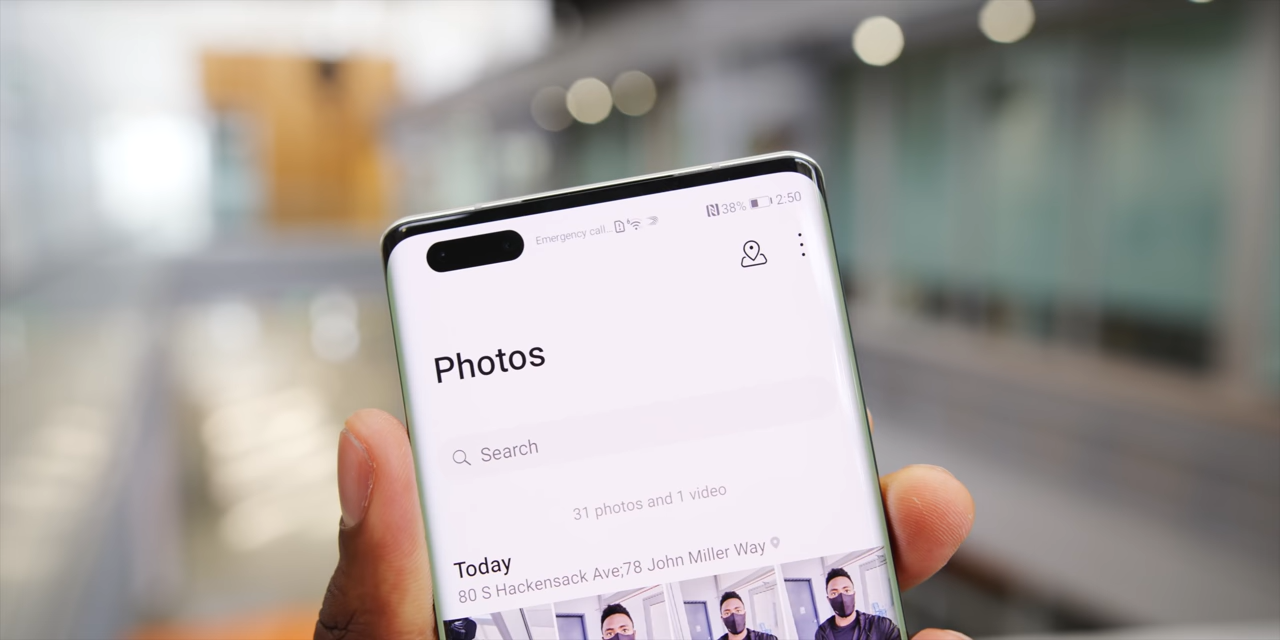 Emergency call... 38% 2:50
Photos
Search
31 photos and 1 video
Today
80 S Hackensack Ave;78 John Miller Way